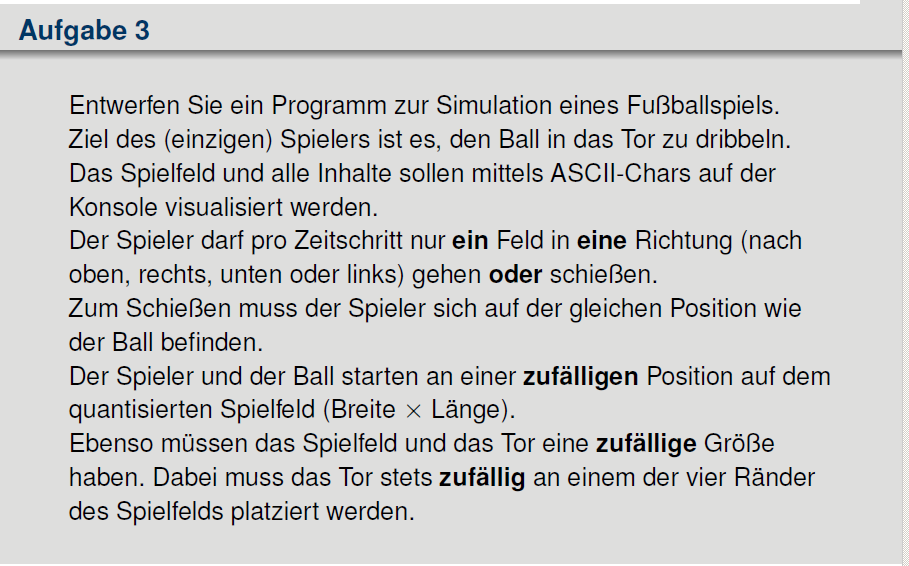 Aufgabe 3
Entwerfen Sie ein Programm zur Simulation eines Fußballspiels.
Ziel des (einzigen) Spielers ist es, den Ball in das Tor zu dribbeln.
Das Spielfeld und alle Inhalte sollen mittels ASCII-Chars auf der
Konsole visualisiert werden.
Der Spieler darf pro Zeitschritt nur ein Feld in eine Richtung (nach
oben, rechts, unten oder links) gehen oder schießen.
Zum Schießen muss der Spieler sich auf der gleichen Position wie
der Ball befinden.
Der Spieler und der Ball starten an einer zufälligen Position auf dem
quantisierten Spielfeld (Breite × Länge).
Ebenso müssen das Spielfeld und das Tor eine zufällige Größe
haben. Dabei muss das Tor stets zufällig an einem der vier Ränder
des Spielfelds platziert werden.